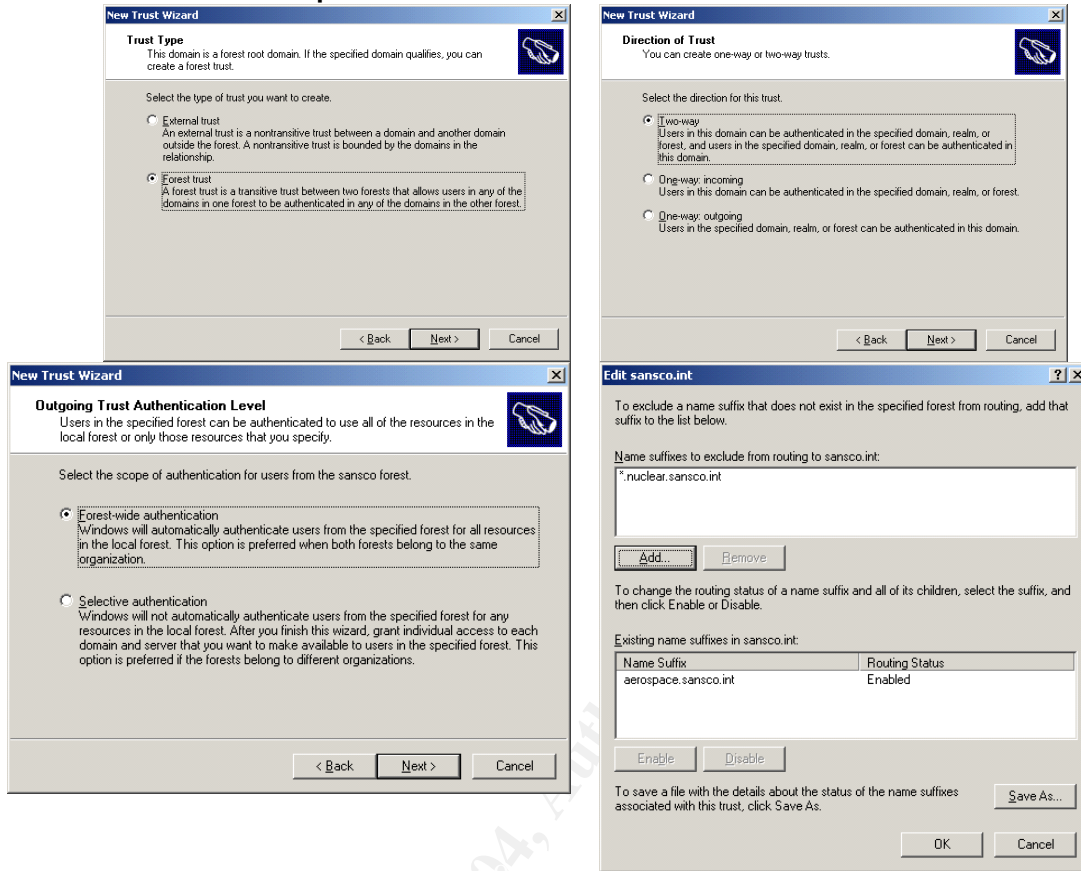 New Trust Wizard
Trust Type
This domain is a forest root domain. If the specified domain qualifies, you can
create a forest trust.
Select the type of trust you want to create.
External trust
An external trust is a nontransitive trust between a domain and another domain
outside the forest. A nontransitive trust is bounded by the domains in the
relationship.
Forest trust
A forest trust is a transitive trust between two forests that allows users in any of the
domains in one forest to be authenticated in any of the domains in the other forest.
< Back
Next >
Cancel
New Trust Wizard
Direction of Trust
You can create one-way or two-way trusts.
Select the direction for this trust.
Two-way
Users in this domain can be authenticated in the specified domain, realm, or
forest, and users in the specified domain, realm, or forest can be authenticated in
this domain.
One-way: incoming
Users in this domain can be authenticated in the specified domain, realm, or forest.
One-way: outgoing
Users in the specified domain, realm, or forest can be authenticated in this domain.
< Back
Next >
Cancel
New Trust Wizard
Outgoing Trust Authentication Level
Users in the specified forest can be authenticated to use all of the resources in the
local forest or only those resources that you specify.
Select the scope of authentication for users from the sansco forest.
Forest-wide authentication
Windows will automatically authenticate users from the specified forest for all resources
in the local forest. This option is preferred when both forests belong to the same
organization.
Selective authentication
Windows will not automatically authenticate users from the specified forest for any
resources in the local forest. After you finish this wizard, grant individual access to each
domain and server that you want to make available to users in the specified forest. This
option is preferred if the forests belong to different organizations.
< Back
Next >
Cancel
Edit sansco.int
To exclude a name suffix that does not exist in the specified forest from routing, add that
suffix to the list below.
Name suffixes to exclude from routing to sansco.int:
*.nuclear.sansco.int
Add...
Remove
To change the routing status of a name suffix and all of its children, select the suffix, and
then click Enable or Disable.
Existing name suffixes in sansco.int:
Name Suffix
Routing Status
aerospace.sansco.int
Enabled
Enable
Disable
To save a file with the details about the status of the name suffixes
associated with this trust, click Save As.
Save As...
OK
Cancel